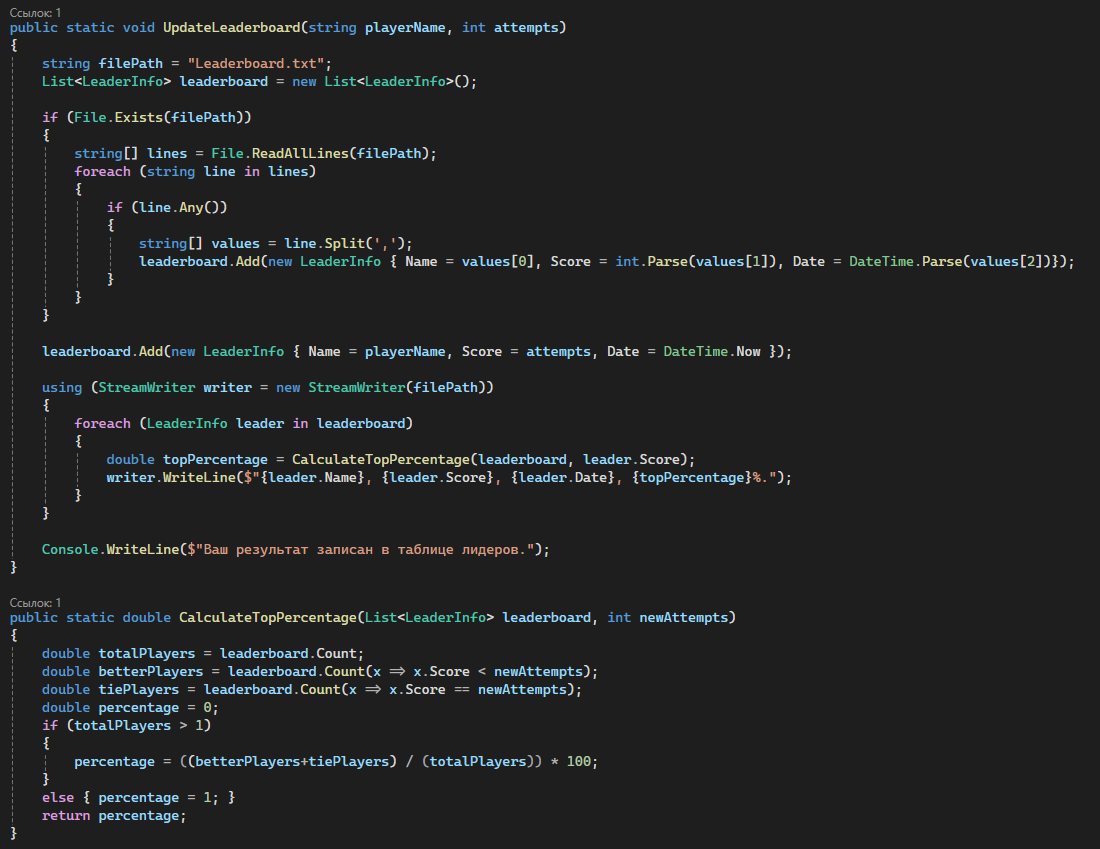 Ссылок: 1
public static void UpdateLeaderboard(string playerName, int attempts)
{
    string filePath = "Leaderboard.txt";
    List<LeaderInfo> leaderboard = new List<LeaderInfo>();

    if (File.Exists(filePath))
    {
        string[] lines = File.ReadAllLines(filePath);
        foreach (string line in lines)
        {
            if (line.Any())
            {
                string[] values = line.Split(',');
                leaderboard.Add(new LeaderInfo { Name = values[0], Score = int.Parse(values[1]), Date = DateTime.Parse(values[2])});
            }
        }
    }

    leaderboard.Add(new LeaderInfo { Name = playerName, Score = attempts, Date = DateTime.Now });

    using (StreamWriter writer = new StreamWriter(filePath))
    {
        foreach (LeaderInfo leader in leaderboard)
        {
            double topPercentage = CalculateTopPercentage(leaderboard, leader.Score);
            writer.WriteLine($"{leader.Name}, {leader.Score}, {leader.Date}, {topPercentage}%.");
        }
    }

    Console.WriteLine($"Ваш результат записан в таблице лидеров.");
}

Ссылок: 1
public static double CalculateTopPercentage(List<LeaderInfo> leaderboard, int newAttempts)
{
    double totalPlayers = leaderboard.Count;
    double betterPlayers = leaderboard.Count(x => x.Score < newAttempts);
    double tiePlayers = leaderboard.Count(x => x.Score == newAttempts);
    double percentage = 0;
    if (totalPlayers > 1)
    {
        percentage = ((betterPlayers+tiePlayers) / (totalPlayers)) * 100;
    }
    else { percentage = 1; }
    return percentage;
}